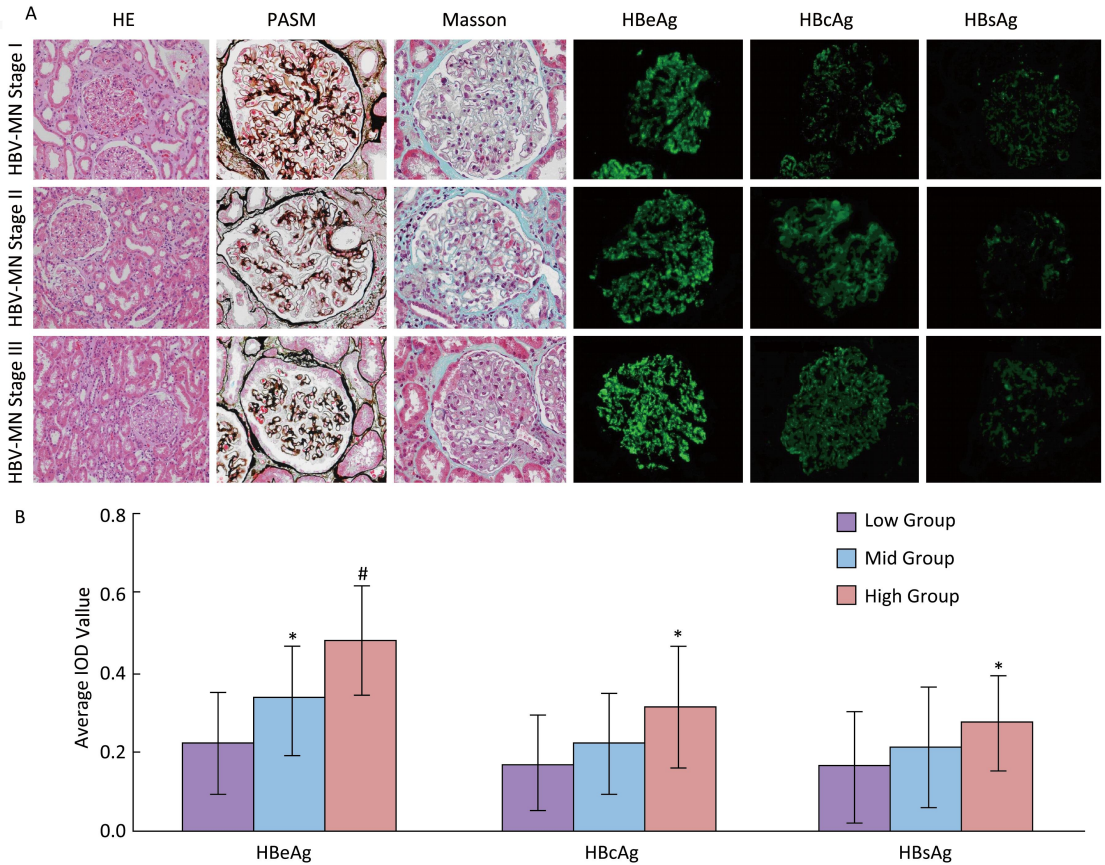 A
HE PASM Masson HBeAg HBcAg HBsAg
HBV-MN Stage I
HBV-MN Stage II
HBV-MN Stage III
B
Average IOD Vallue
0.8
0.6
0.4
0.2
0.0
Low Group
Mid Group
High Group
* # * *
HBeAg HBcAg HBsAg